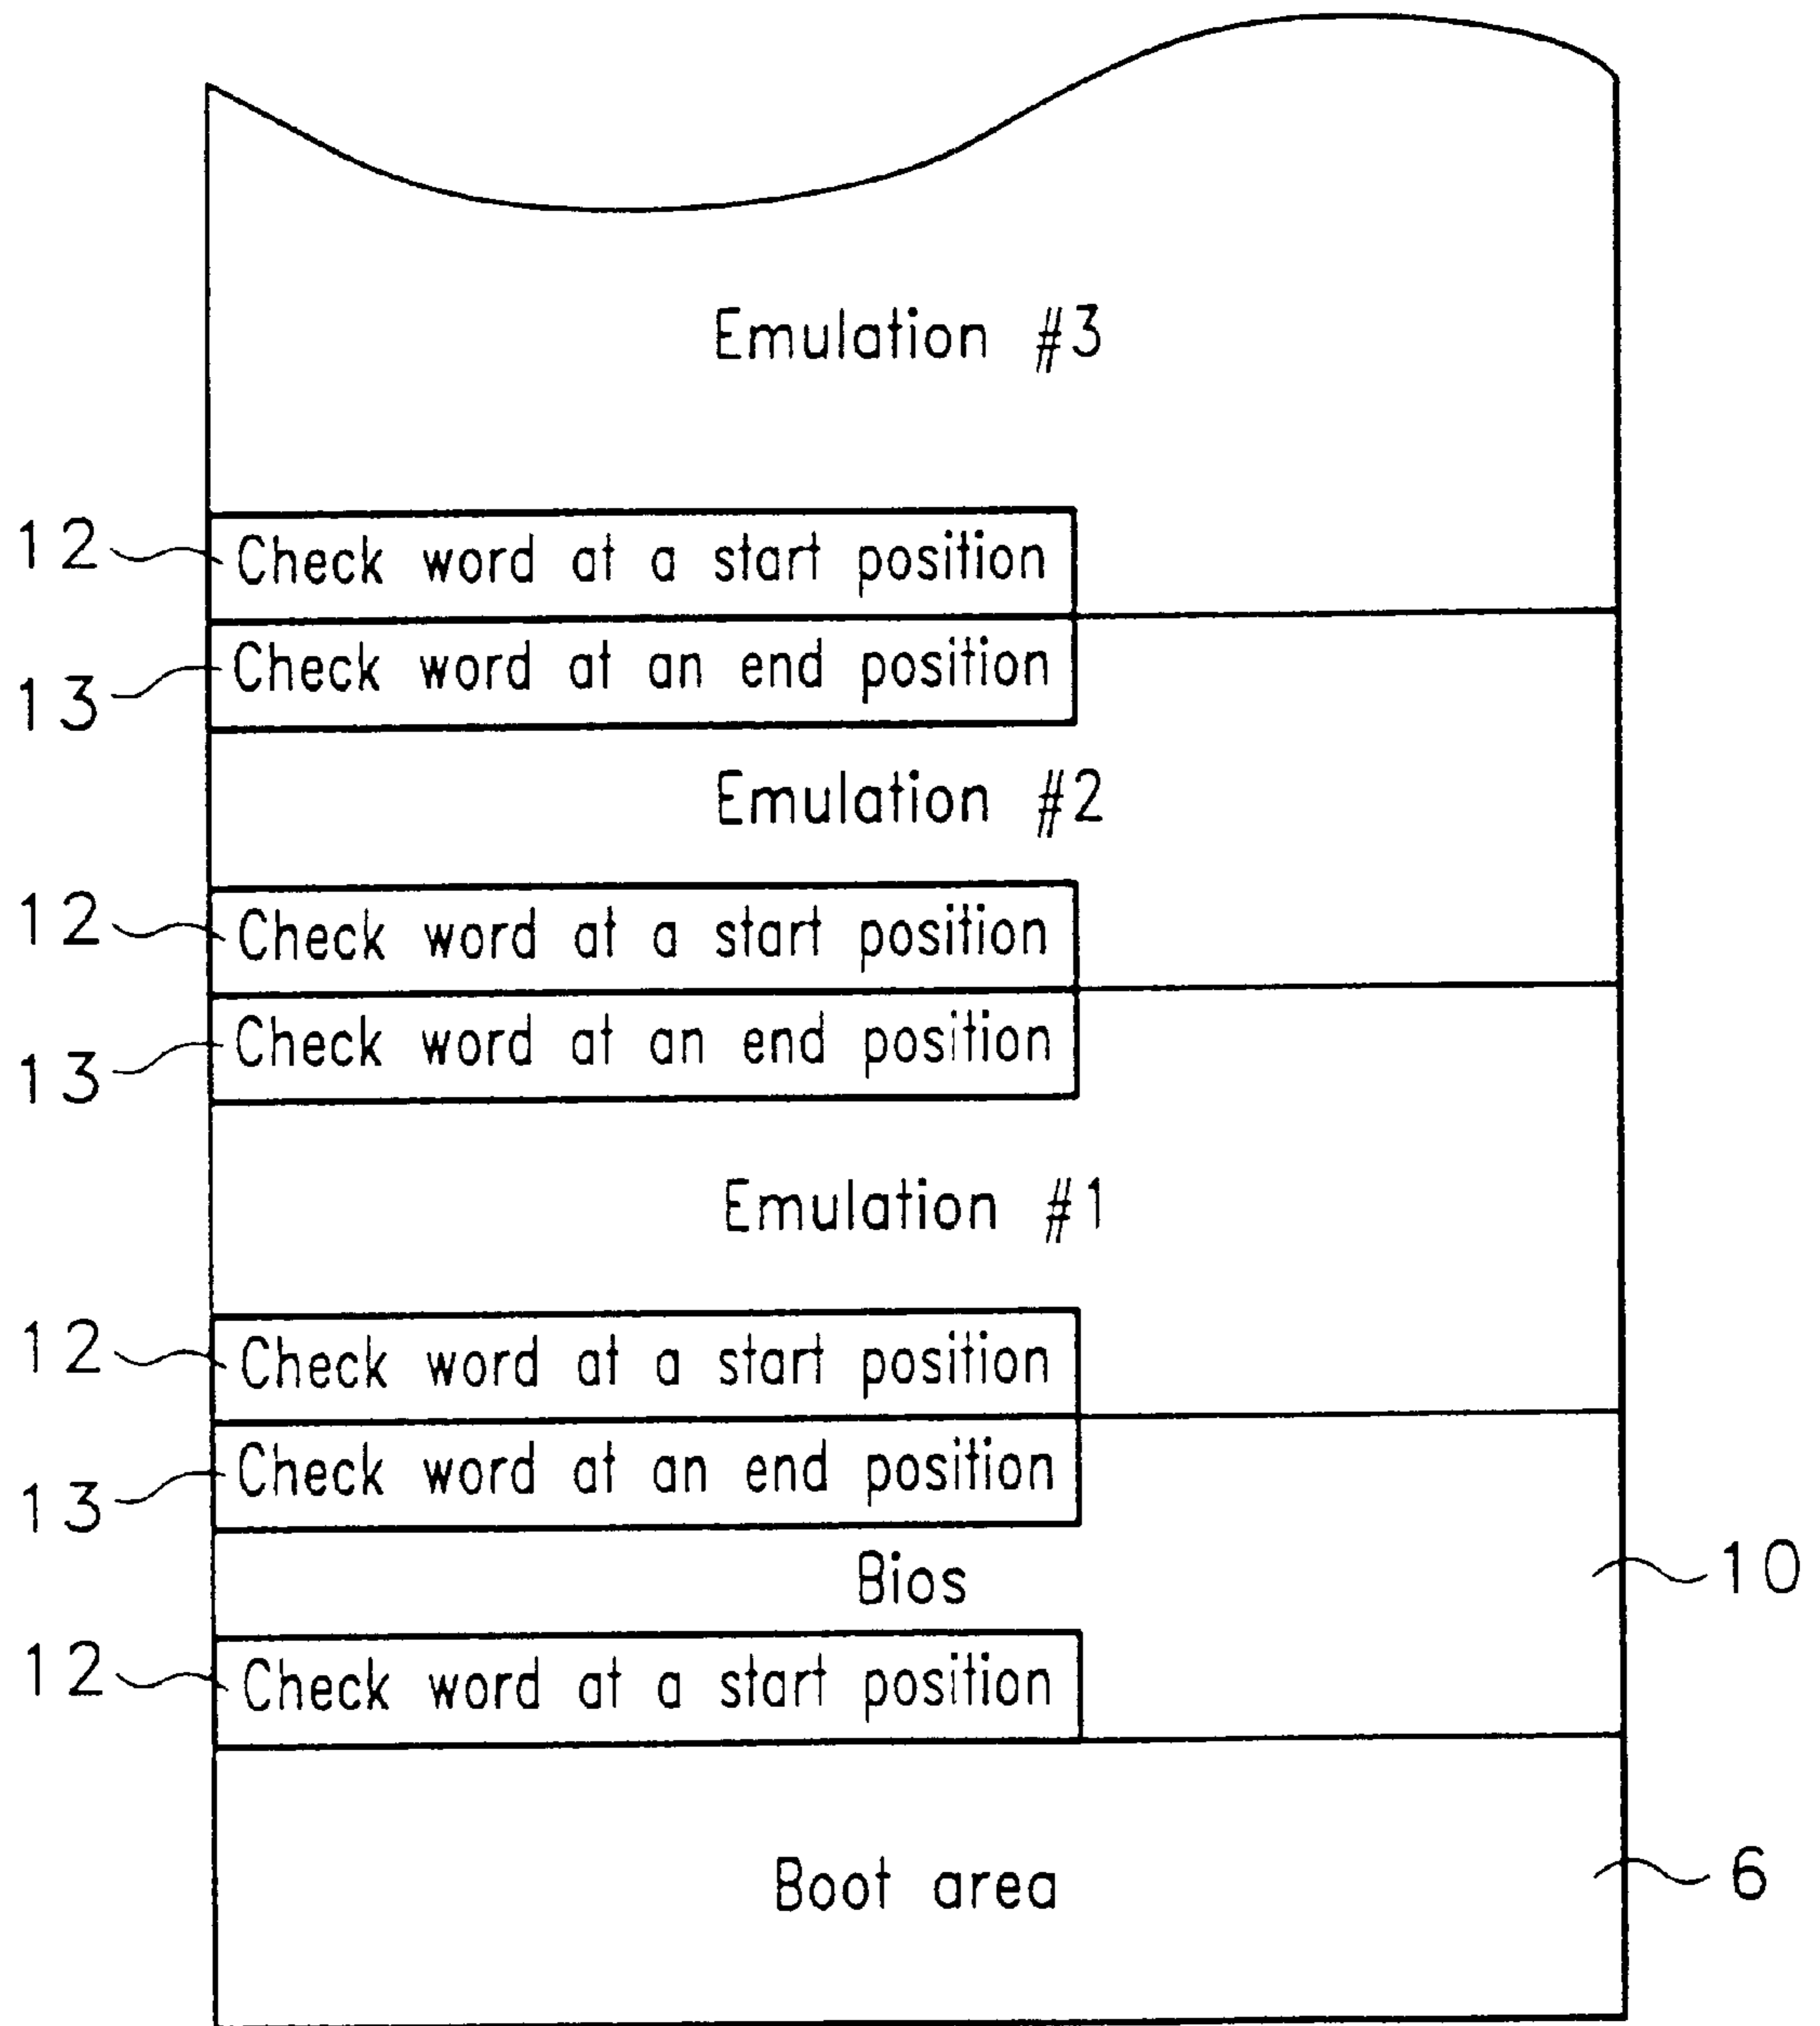 Emulation #3
12 Check word at a start position
13 Check word at an end position
Emulation #2
12 Check word at a start position
13 Check word at an end position
Emulation #1
12 Check word at a start position
13 Check word at an end position
Bios 10
12 Check word at a start position
Boot area 6